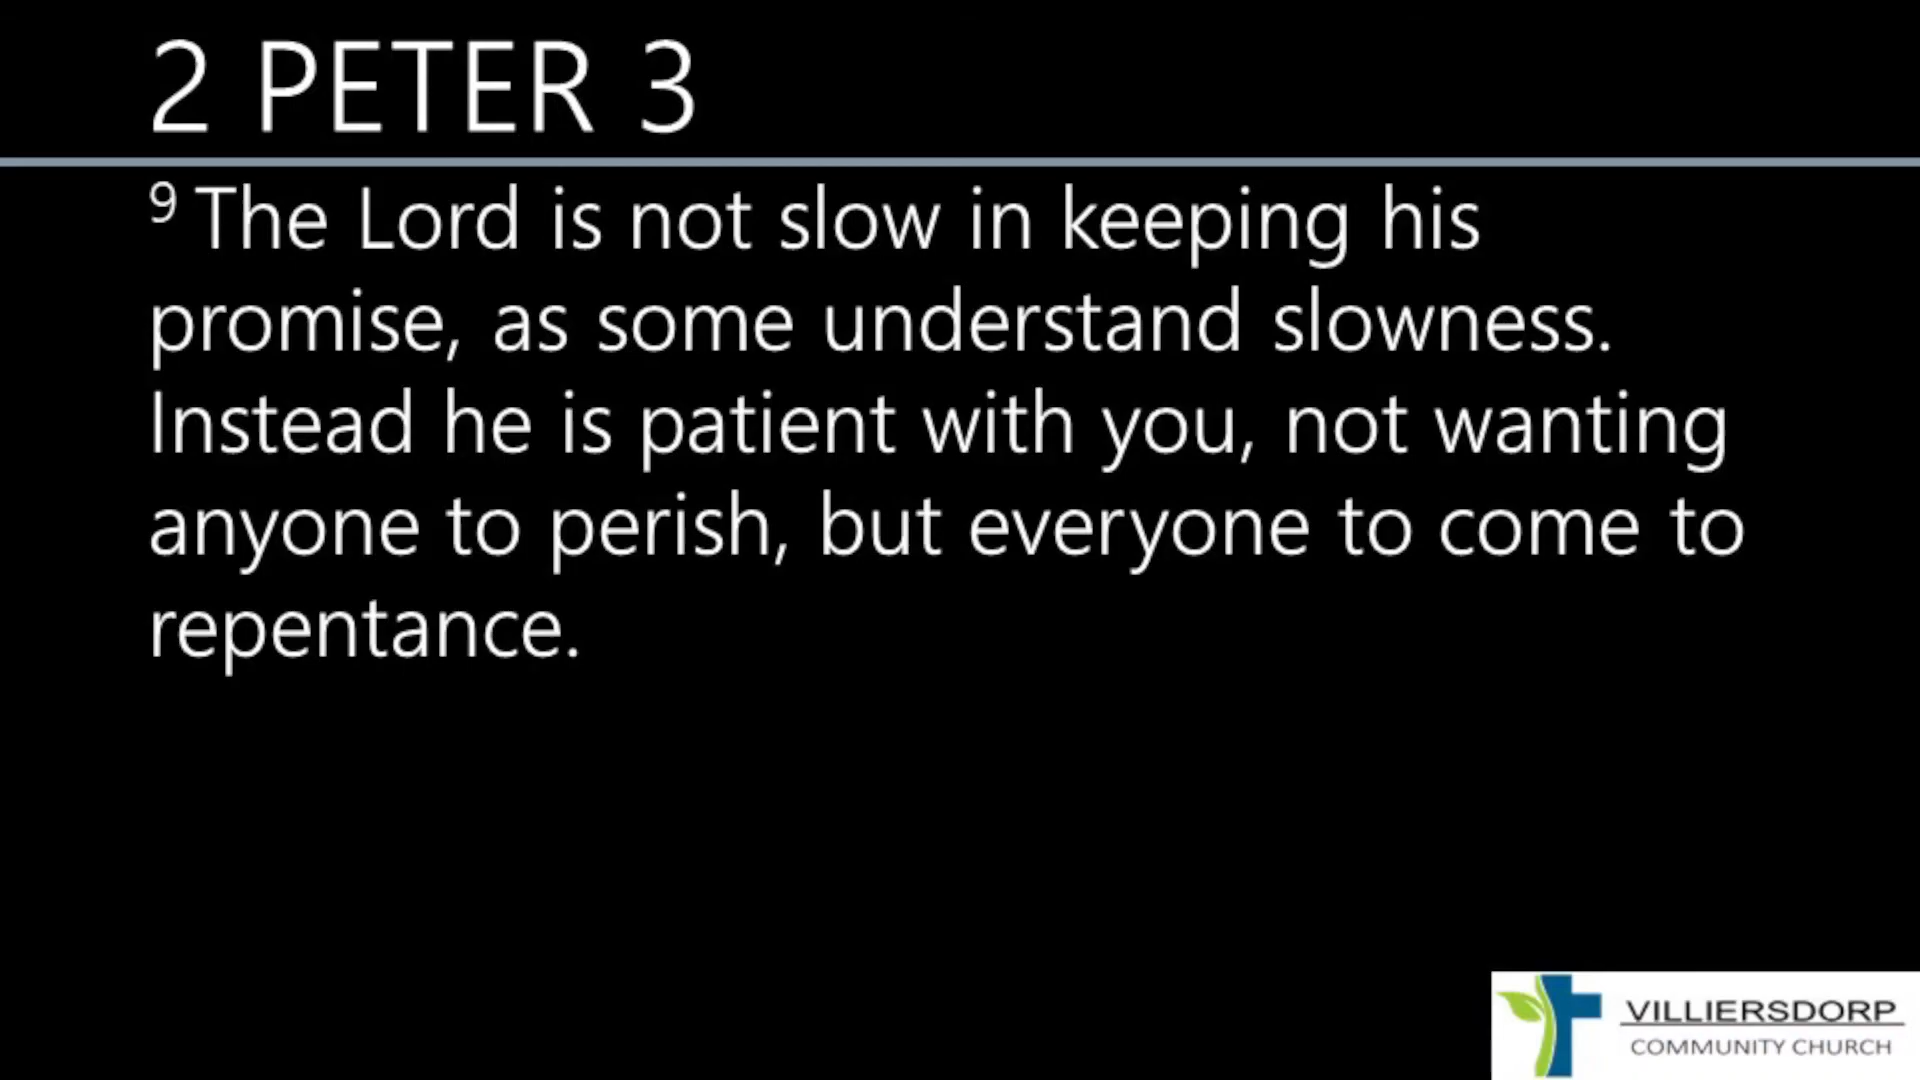 2 PETER 3
9 The Lord is not slow in keeping his
promise, as some understand slowness.
Instead he is patient with you, not wanting
anyone to perish, but everyone to come to
repentance.
VILLIERSDORP
COMMUNITY CHURCH